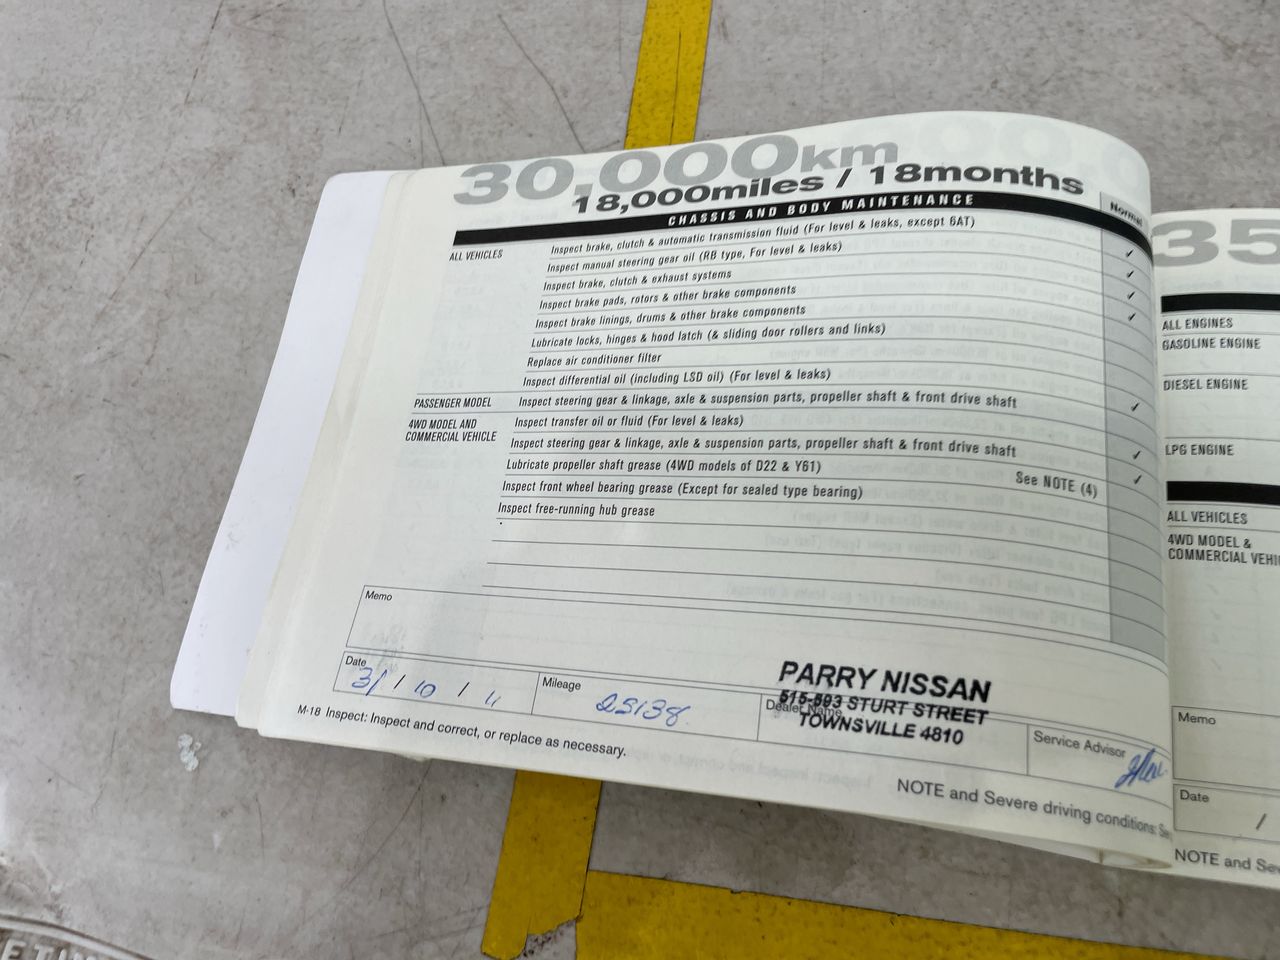 30,000km
18,000miles / 18months
CHASSIS AND BODY MAINTENANCE
Normal
ALL VEHICLES
Inspect brake, clutch & automatic transmission fluid (For level & leaks, except 6AT)
Inspect manual steering gear oil (RB type, For level & leaks)
Inspect brake, clutch & exhaust systems
Inspect brake pads, rotors & other brake components
Inspect brake linings, drums & other brake components
Lubricate locks, hinges & hood latch (& sliding door rollers and links)
Replace air conditioner filter
Inspect differential oil (including LSD oil) (For level & leaks)
PASSENGER MODEL
Inspect steering gear & linkage, axle & suspension parts, propeller shaft & front drive shaft
4WD MODEL AND
COMMERCIAL VEHICLE
Inspect transfer oil or fluid (For level & leaks)
Inspect steering gear & linkage, axle & suspension parts, propeller shaft & front drive shaft
Lubricate propeller shaft grease (4WD models of D22 & Y61)
See NOTE (4)
Inspect front wheel bearing grease (Except for sealed type bearing)
Inspect free-running hub grease
Memo
Date
31 / 10 / 11
Mileage
25138
Dealer Name
PARRY NISSAN
515-593 STURT STREET
TOWNSVILLE 4810
Service Advisor
M-18 Inspect: Inspect and correct, or replace as necessary.
NOTE and Severe driving conditions: Se
35
ALL ENGINES
GASOLINE ENGINE
DIESEL ENGINE
LPG ENGINE
ALL VEHICLES
4WD MODEL &
COMMERCIAL VEHIC
Memo
Date
/
NOTE and Se